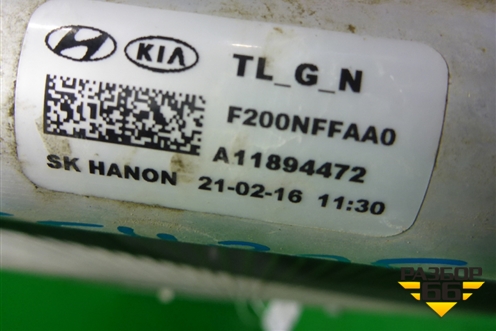 KIA TL_G_N
F200NFFAA0
A11894472
SK HANON 21-02-16 11:30
РАЗБОР
66